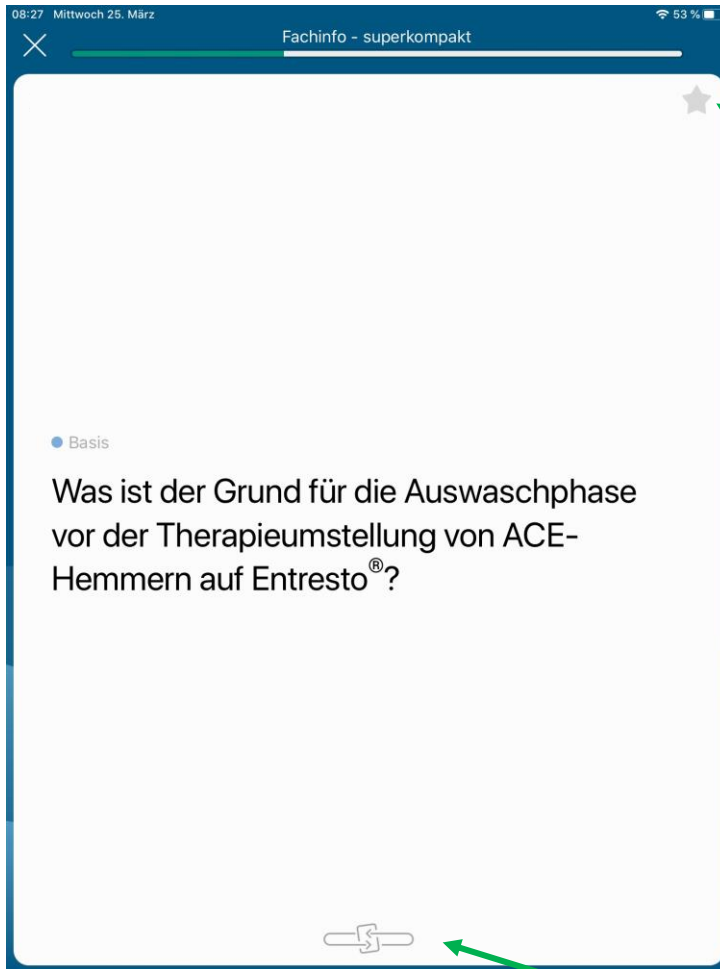 08:27 Mittwoch 25. März 53 %
Fachinfo - superkompakt
Basis
Was ist der Grund für die Auswaschphase
vor der Therapieumstellung von ACE-
Hemmern auf Entresto®?